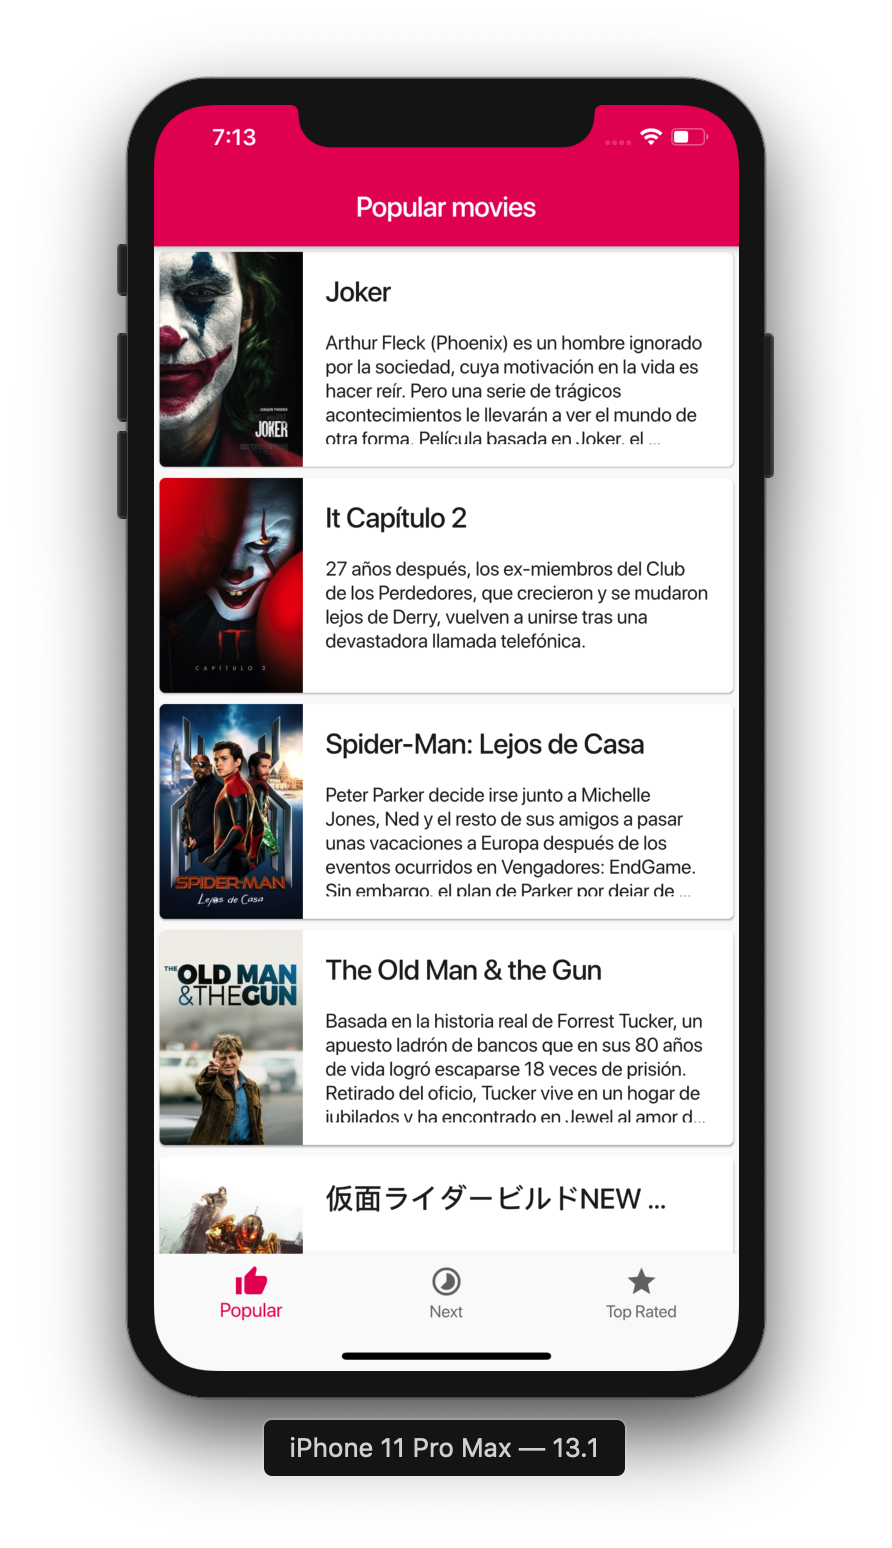 7:13
Popular movies
JOAQUIN PHOENIX
JOKER
Joker
Arthur Fleck (Phoenix) es un hombre ignorado
por la sociedad, cuya motivación en la vida es
hacer reír. Pero una serie de trágicos
acontecimientos le llevarán a ver el mundo de
otra forma. Película basada en Joker, el ...
IT
CAPÍTULO 2
It Capítulo 2
27 años después, los ex-miembros del Club
de los Perdedores, que crecieron y se mudaron
lejos de Derry, vuelven a unirse tras una
devastadora llamada telefónica.
SPIDER-MAN
Lejos de Casa
Spider-Man: Lejos de Casa
Peter Parker decide irse junto a Michelle
Jones, Ned y el resto de sus amigos a pasar
unas vacaciones a Europa después de los
eventos ocurridos en Vengadores: EndGame.
Sin embargo, el plan de Parker por dejar de ...
THE OLD MAN
&THEGUN
The Old Man & the Gun
Basada en la historia real de Forrest Tucker, un
apuesto ladrón de bancos que en sus 80 años
de vida logró escaparse 18 veces de prisión.
Retirado del oficio, Tucker vive en un hogar de
jubilados y ha encontrado en Jewel al amor d...
仮面ライダービルドNEW ...
Popular
Next
Top Rated
iPhone 11 Pro Max — 13.1